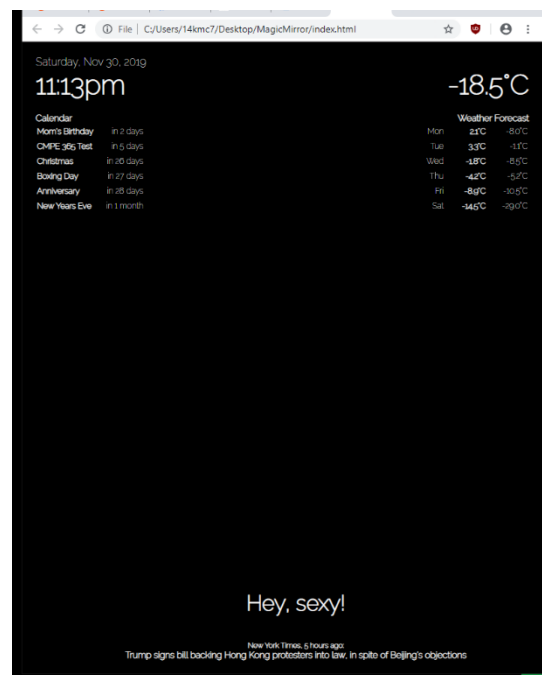 File | C:/Users/14kmc7/Desktop/MagicMirror/index.html
Saturday, Nov 30, 2019
11:13pm
-18.5°C
Calendar
Mom's Birthday in 2 days
CMPE 365 Test in 5 days
Christmas in 26 days
Boxing Day in 27 days
Anniversary in 28 days
New Years Eve in 1 month
Weather Forecast
Mon 2.1°C -8.0°C
Tue 3.3°C -1.1°C
Wed -1.8°C -8.5°C
Thu -4.2°C -5.2°C
Fri -8.9°C -10.5°C
Sat -14.5°C -29.0°C
Hey, sexy!
New York Times, 5 hours ago:
Trump signs bill backing Hong Kong protesters into law, in spite of Beijing's objections